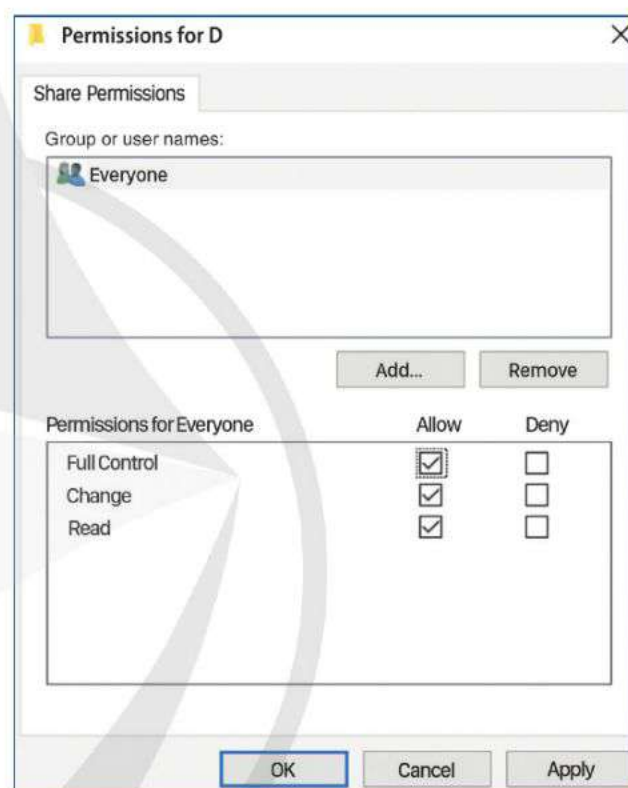 Permissions for D
Share Permissions
Group or user names:
Everyone
Add... Remove
Permissions for Everyone Allow Deny
Full Control
Change
Read
OK Cancel Apply